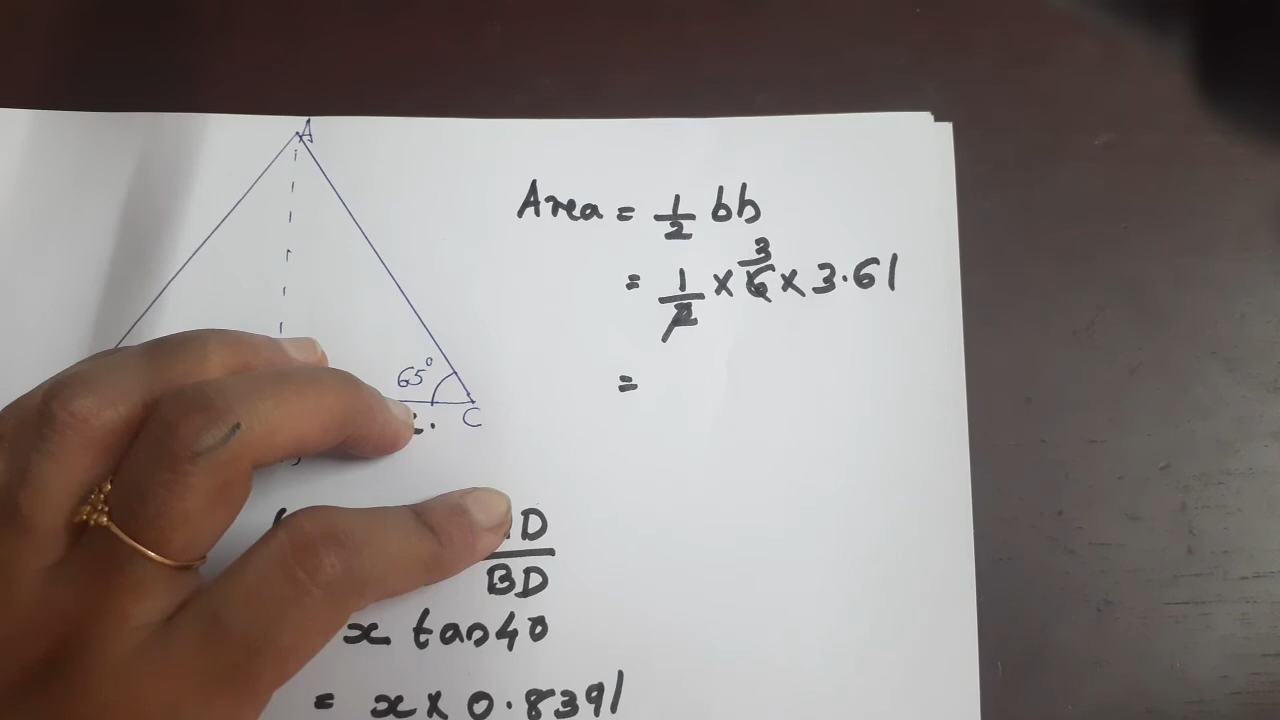 A
65°
C
Area = 1/2 bh
= 1/2 × 6 3 × 3.61
=
D
BD
x tan40
= x × 0.8391